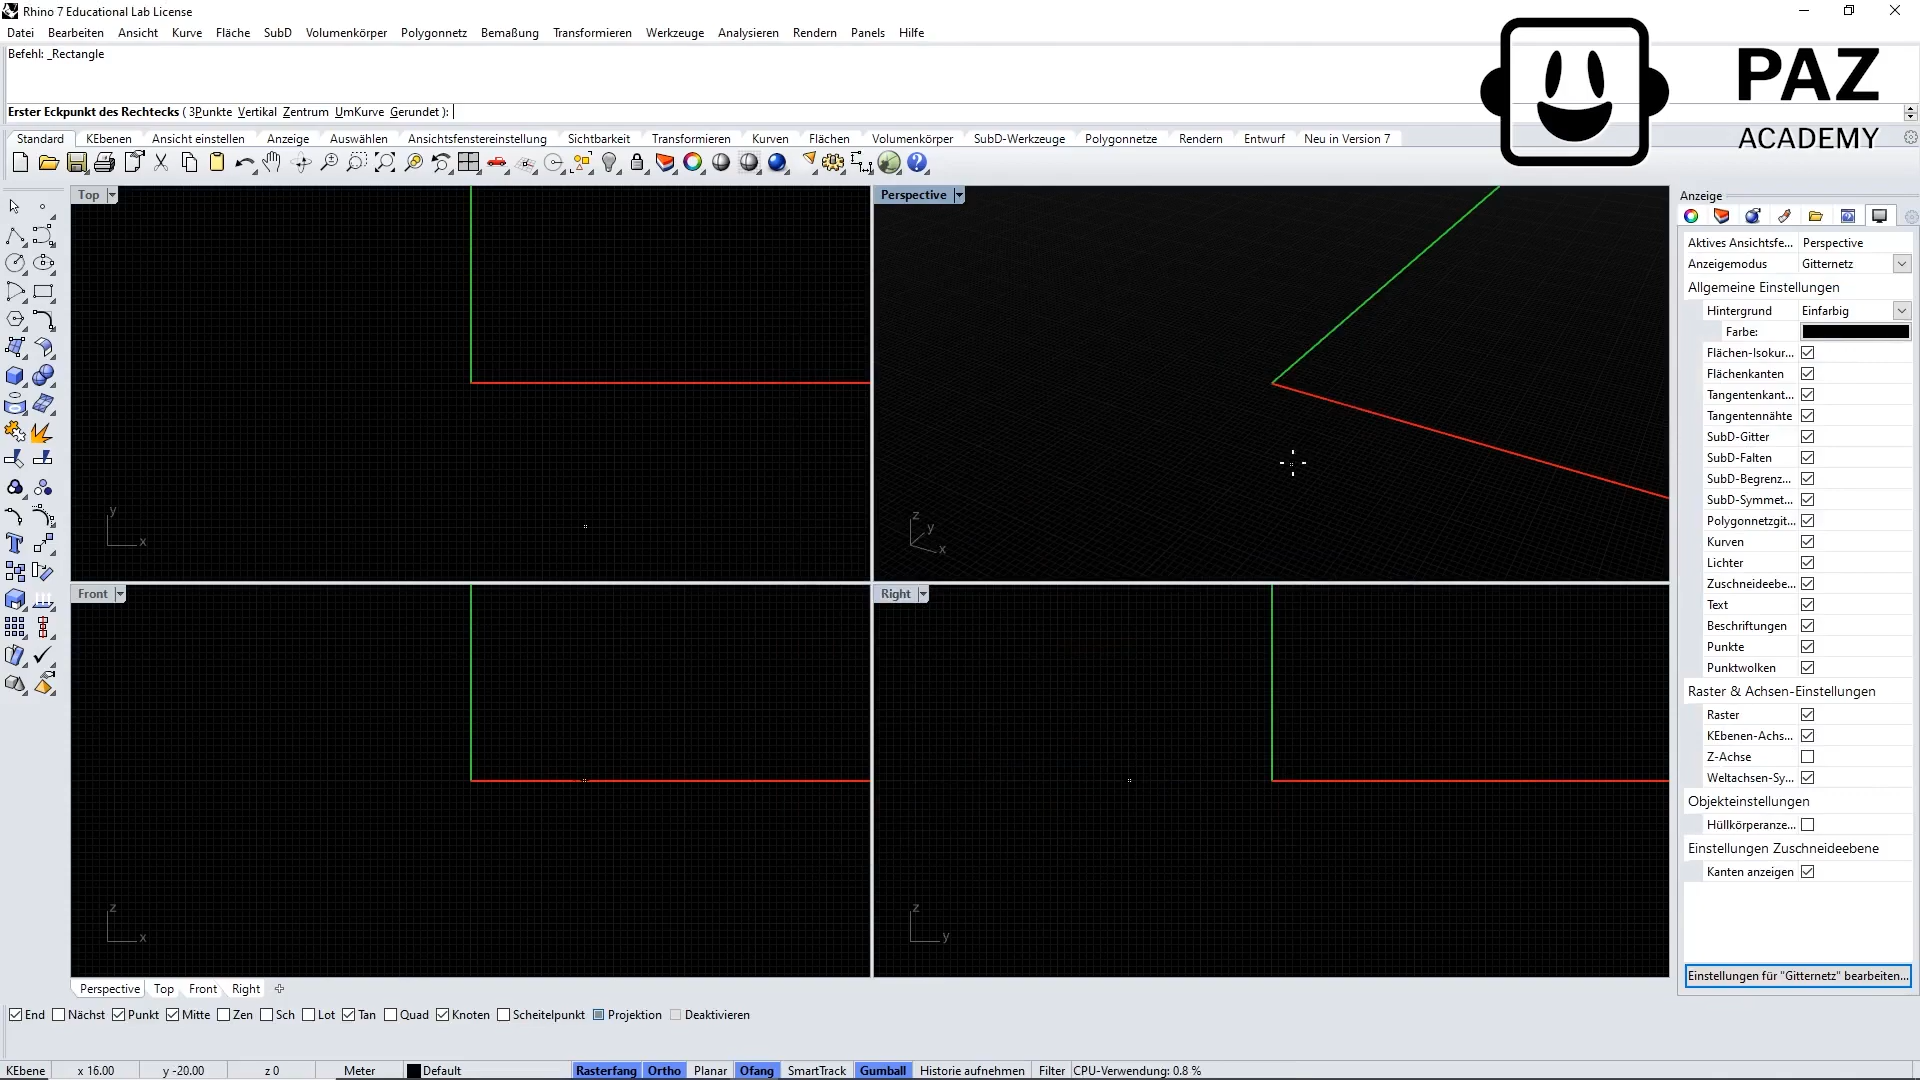 Rhino 7 Educational Lab License
Datei Bearbeiten Ansicht Kurve Fläche SubD Volumenkörper Polygonnetz Bemaßung Transformieren Werkzeuge Analysieren Rendern Panels Hilfe
Befehl: _Rectangle
Erster Eckpunkt des Rechtecks ( 3Punkte Vertikal Zentrum UmKurve Gerundet ):
PAZ
ACADEMY
Standard KEbenen Ansicht einstellen Anzeige Auswählen Ansichtsfenstereinstellung Sichtbarkeit Transformieren Kurven Flächen Volumenkörper SubD-Werkzeuge Polygonnetze Rendern Entwurf Neu in Version 7
Top
y
x
Perspective
z
y
x
Front
z
x
Right
z
y
Anzeige
Aktives Ansichtsfe... Perspective
Anzeigemodus Gitternetz
Allgemeine Einstellungen
Hintergrund Einfarbig
Farbe:
Flächen-Isokur...
Flächenkanten
Tangentenkant...
Tangentennähte
SubD-Gitter
SubD-Falten
SubD-Begrenz...
SubD-Symmet...
Polygonnetzgit...
Kurven
Lichter
Zuschneideebe...
Text
Beschriftungen
Punkte
Punktwolken
Raster & Achsen-Einstellungen
Raster
KEbenen-Achs...
Z-Achse
Weltachsen-Sy...
Objekteinstellungen
Hüllkörperanze...
Einstellungen Zuschneideebene
Kanten anzeigen
Einstellungen für "Gitternetz" bearbeiten...
Perspective Top Front Right
End Nächst Punkt Mitte Zen Sch Lot Tan Quad Knoten Scheitelpunkt Projektion Deaktivieren
KEbene x 16.00 y -20.00 z 0 Meter Default Rasterfang Ortho Planar Ofang SmartTrack Gumball Historie aufnehmen Filter CPU-Verwendung: 0.8 %